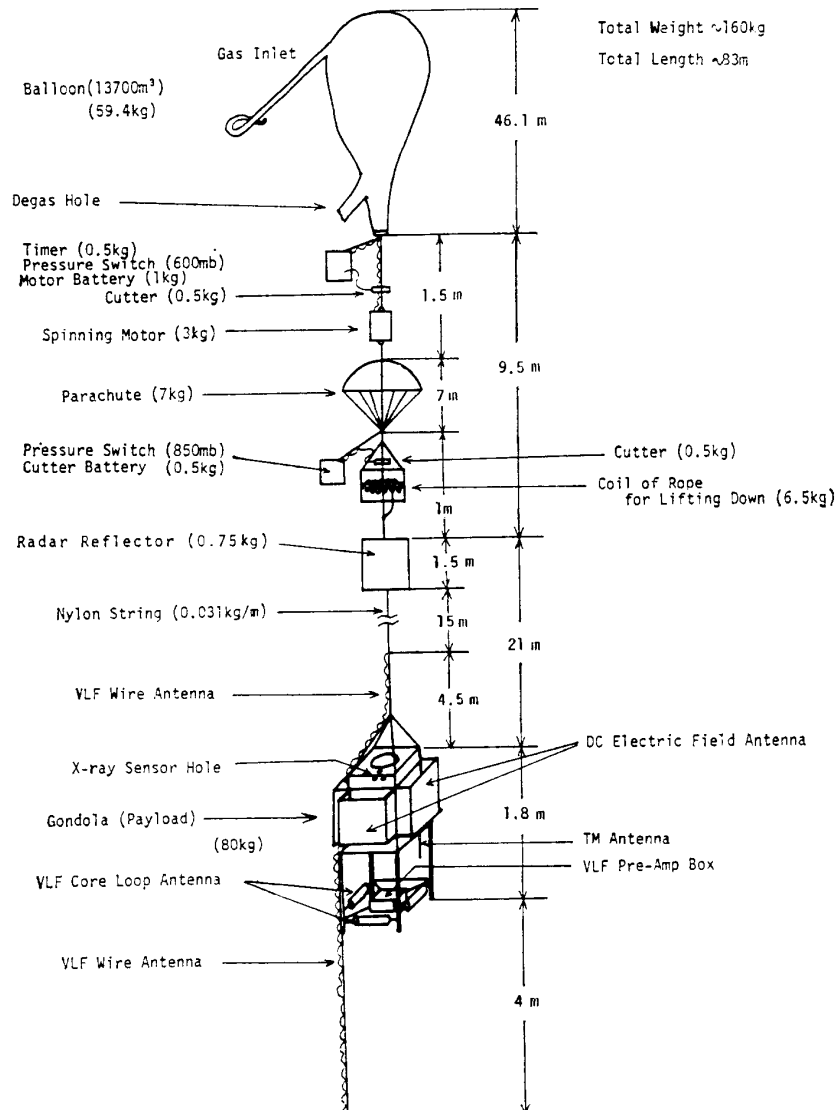 Total Weight ~160kg
Total Length ~83m
Gas Inlet
Balloon(13700m³)
(59.4kg)
46.1 m
Degas Hole
Timer (0.5kg)
Pressure Switch (600mb)
Motor Battery (1kg)
Cutter (0.5kg)
1.5 m
Spinning Motor (3kg)
9.5 m
Parachute (7kg)
7 m
Pressure Switch (850mb)
Cutter Battery (0.5kg)
Cutter (0.5kg)
Coil of Rope
for Lifting Down (6.5kg)
1m
Radar Reflector (0.75kg)
1.5 m
Nylon String (0.031kg/m)
15 m
21 m
VLF Wire Antenna
4.5 m
DC Electric Field Antenna
X-ray Sensor Hole
Gondola (Payload)
(80kg)
1.8 m
TM Antenna
VLF Pre-Amp Box
VLF Core Loop Antenna
VLF Wire Antenna
4 m